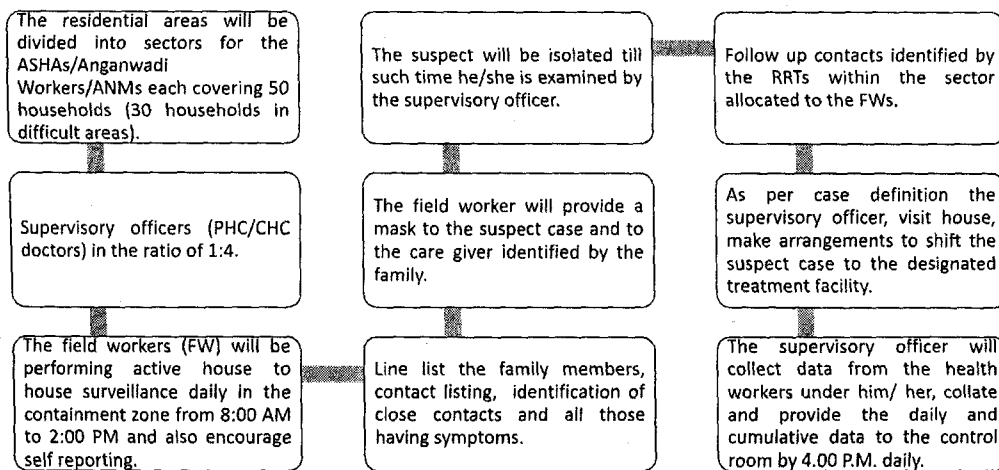 The residential areas will be
divided into sectors for the
ASHAs/Anganwadi
Workers/ANMs each covering 50
households (30 households in
difficult areas).
Supervisory officers (PHC/CHC
doctors) in the ratio of 1:4.
The field workers (FW) will be
performing active house to
house surveillance daily in the
containment zone from 8:00 AM
to 2:00 PM and also encourage
self reporting.
Line list the family members,
contact listing, identification of
close contacts and all those
having symptoms.
The field worker will provide a
mask to the suspect case and to
the care giver identified by the
family.
The suspect will be isolated till
such time he/she is examined by
the supervisory officer.
Follow up contacts identified by
the RRTs within the sector
allocated to the FWs.
As per case definition the
supervisory officer, visit house,
make arrangements to shift the
suspect case to the designated
treatment facility.
The supervisory officer will
collect data from the health
workers under him/ her, collate
and provide the daily and
cumulative data to the control
room by 4.00 P.M. daily.